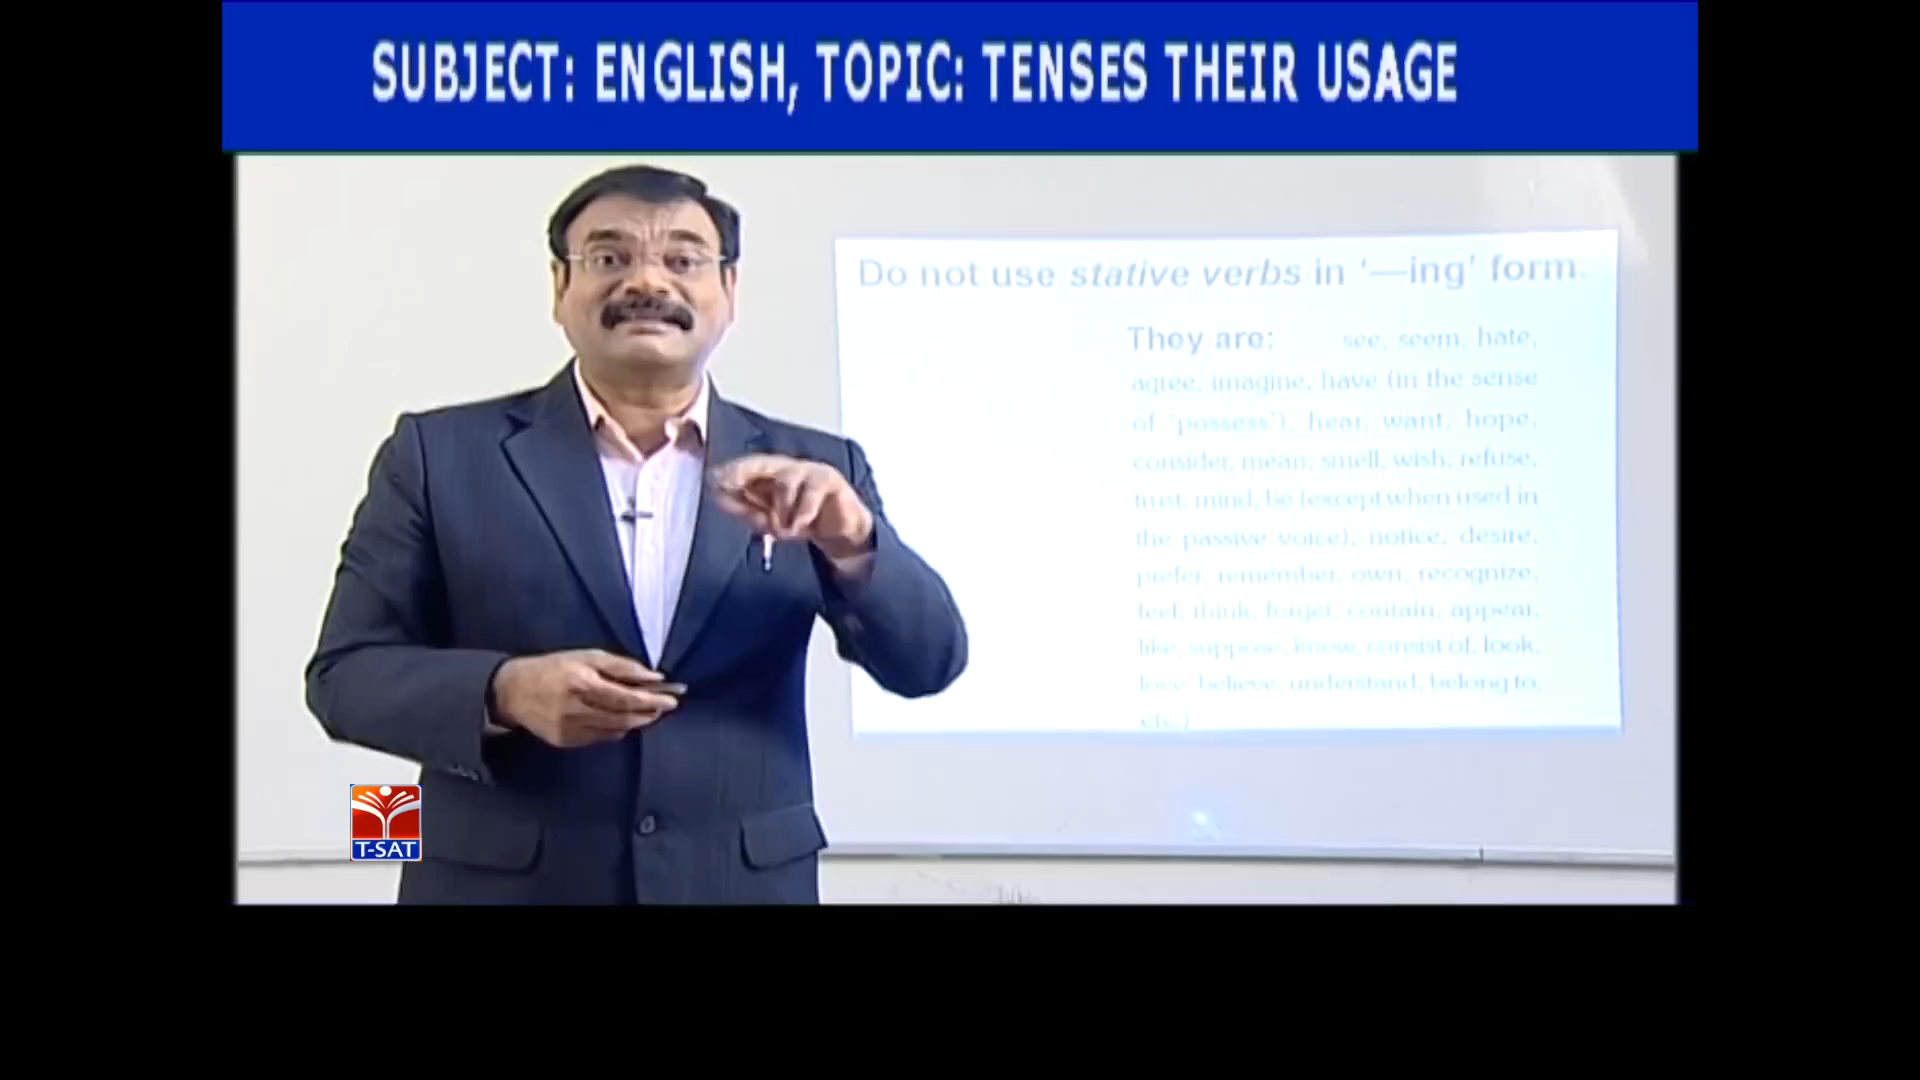 SUBJECT: ENGLISH, TOPIC: TENSES THEIR USAGE
Do not use stative verbs in '—ing' form.
They are: see, seem, hate,
agree, imagine, have (in the sense
of 'possess'), hear, want, hope,
consider, mean, smell, wish, refuse,
trust, mind, be (except when used in
the passive voice), notice, desire,
prefer, remember, own, recognize,
feel, think, forget, contain, appear,
like, suppose, know, consist of, look,
love, believe, understand, belong to,
etc.)
T-SAT